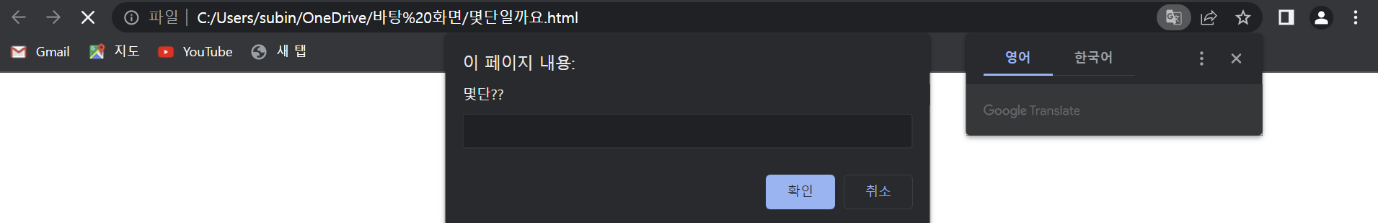 파일 C:/Users/subin/OneDrive/바탕%20화면/몇단일까요.html
Gmail 지도 YouTube 새 탭
이 페이지 내용:
몇단??
확인 취소
영어 한국어
Google Translate